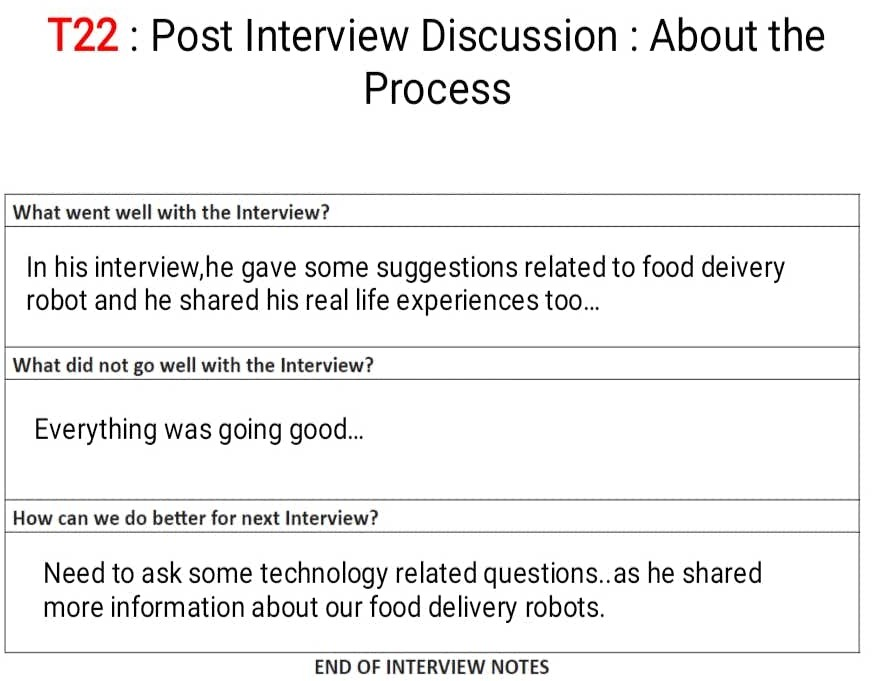 T22 : Post Interview Discussion : About the
Process
What went well with the Interview?
In his interview,he gave some suggestions related to food deivery
robot and he shared his real life experiences too...
What did not go well with the Interview?
Everything was going good...
How can we do better for next Interview?
Need to ask some technology related questions..as he shared
more information about our food delivery robots.
END OF INTERVIEW NOTES